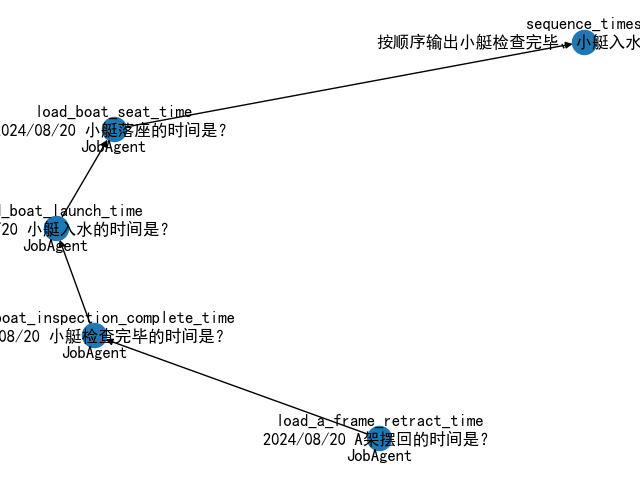 sequence_times
按顺序输出小艇检查完毕、小艇入水
load_boat_seat_time
2024/08/20 小艇落座的时间是?
JobAgent
_boat_launch_time
/20 小艇入水的时间是?
JobAgent
boat_inspection_complete_time
08/20 小艇检查完毕的时间是?
JobAgent
load_a_frame_retract_time
2024/08/20 A架摆回的时间是?
JobAgent